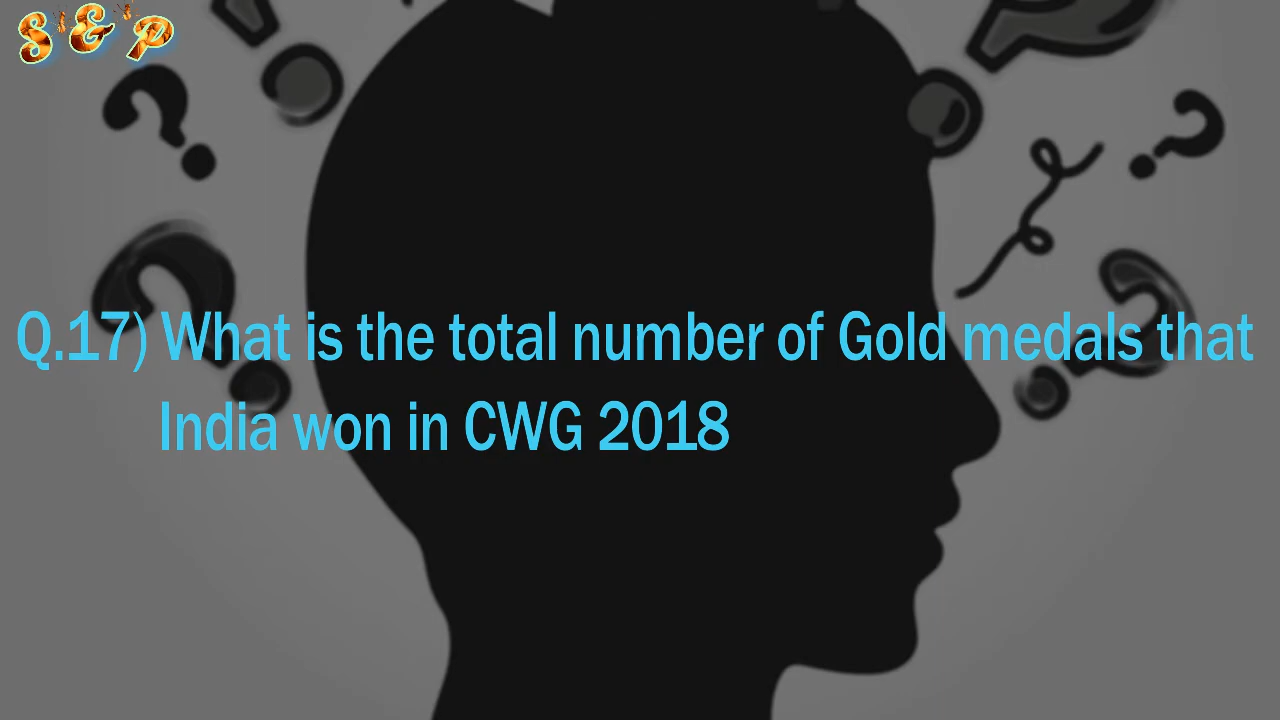 S & P
Q.17) What is the total number of Gold medals that
India won in CWG 2018